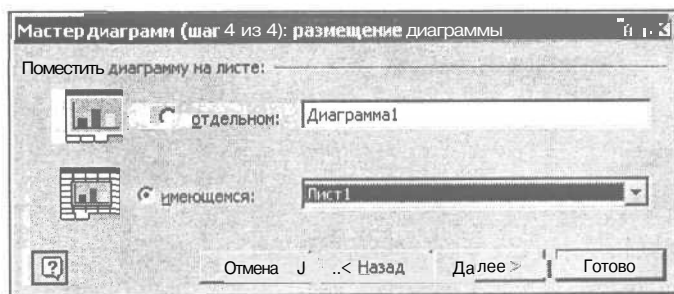 Мастер диаграмм (шаг 4 из 4): размещение диаграммы
Поместить диаграмму на листе:
отдельном: Диаграмма1
имеющемся: Лист1
Отмена J ..< Назад Далее > Готово